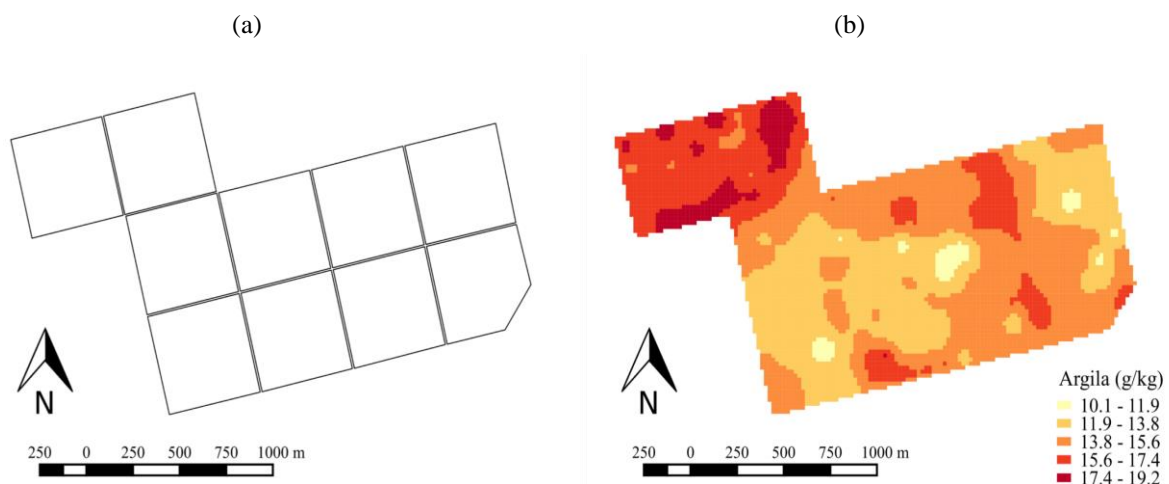 (a)
(b)
N
250 0 250 500 750 1000 m
N
250 0 250 500 750 1000 m
Argila (g/kg)
10.1 - 11.9
11.9 - 13.8
13.8 - 15.6
15.6 - 17.4
17.4 - 19.2